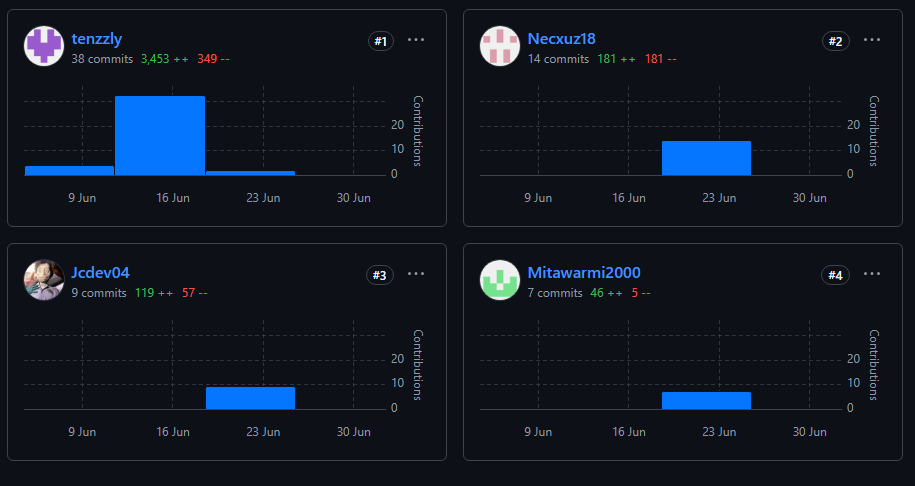 tenzzly #1 ···
38 commits 3,453 ++ 349 --
Contributions
20
10
0
9 Jun 16 Jun 23 Jun 30 Jun
Necxuz18 #2 ···
14 commits 181 ++ 181 --
Contributions
20
10
0
9 Jun 16 Jun 23 Jun 30 Jun
Jcdev04 #3 ···
9 commits 119 ++ 57 --
Contributions
20
10
0
9 Jun 16 Jun 23 Jun 30 Jun
Mitawarmi2000 #4 ···
7 commits 46 ++ 5 --
Contributions
20
10
0
9 Jun 16 Jun 23 Jun 30 Jun